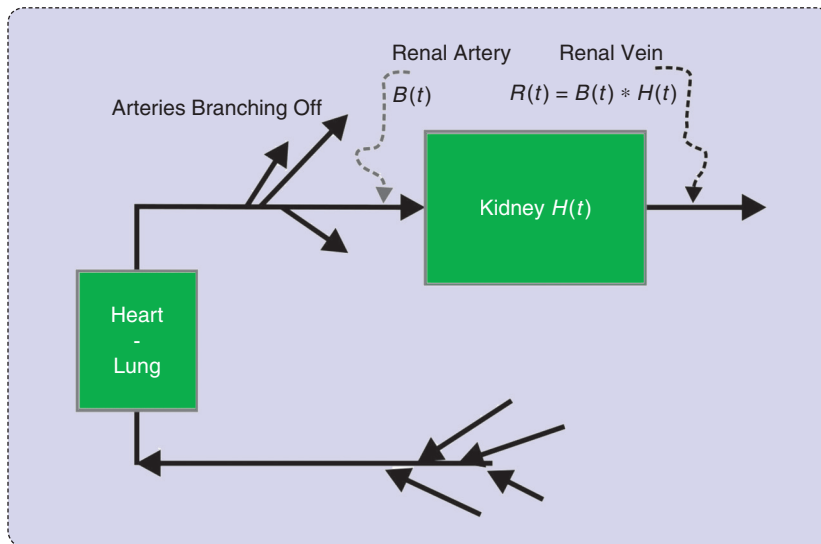 Renal Artery
Renal Vein
B(t)
R(t) = B(t) * H(t)
Arteries Branching Off
Kidney H(t)
Heart
-
Lung